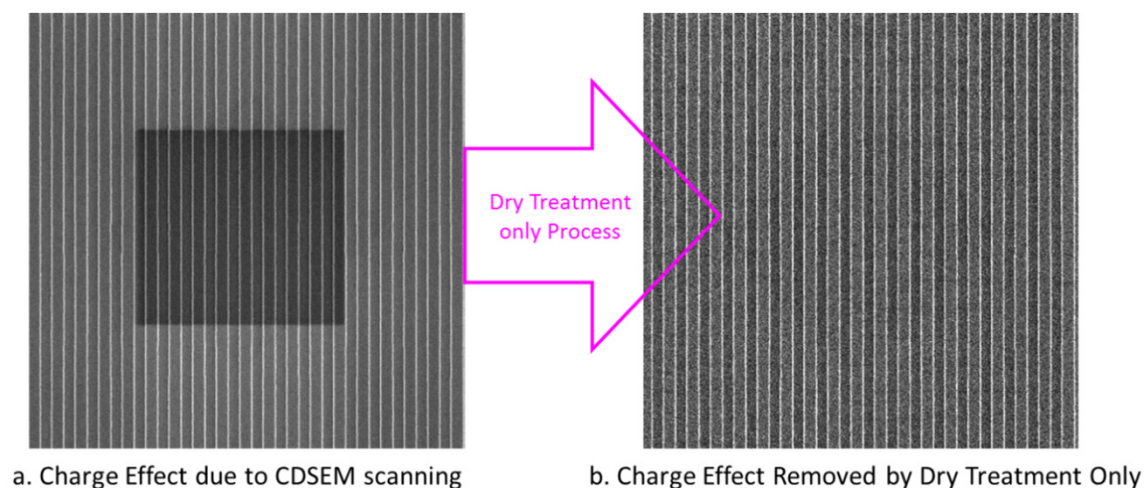 Dry Treatment
only Process
a. Charge Effect due to CDSEM scanning
b. Charge Effect Removed by Dry Treatment Only